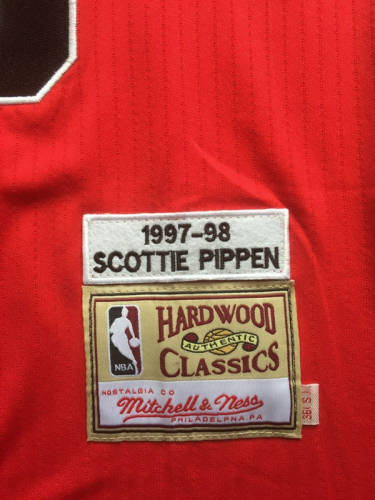 1997-98
SCOTTIE PIPPEN
NBA
HARDWOOD
AUTHENTIC
CLASSICS
NOSTALGIA CO
Mitchell & Ness
PHILADELPHIA.PA